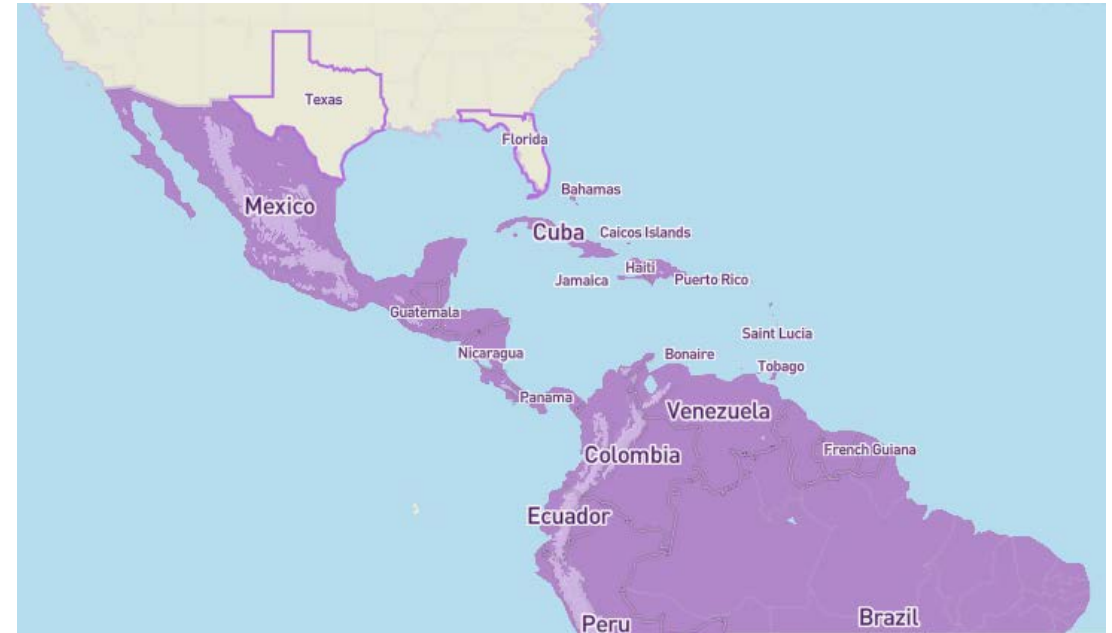 Texas
Florida
Bahamas
Mexico
Cuba
Caicos Islands
Haiti
Jamaica
Puerto Rico
Guatemala
Saint Lucia
Nicaragua
Bonaire
Tobago
Panama
Venezuela
French Guiana
Colombia
Ecuador
Brazil
Peru